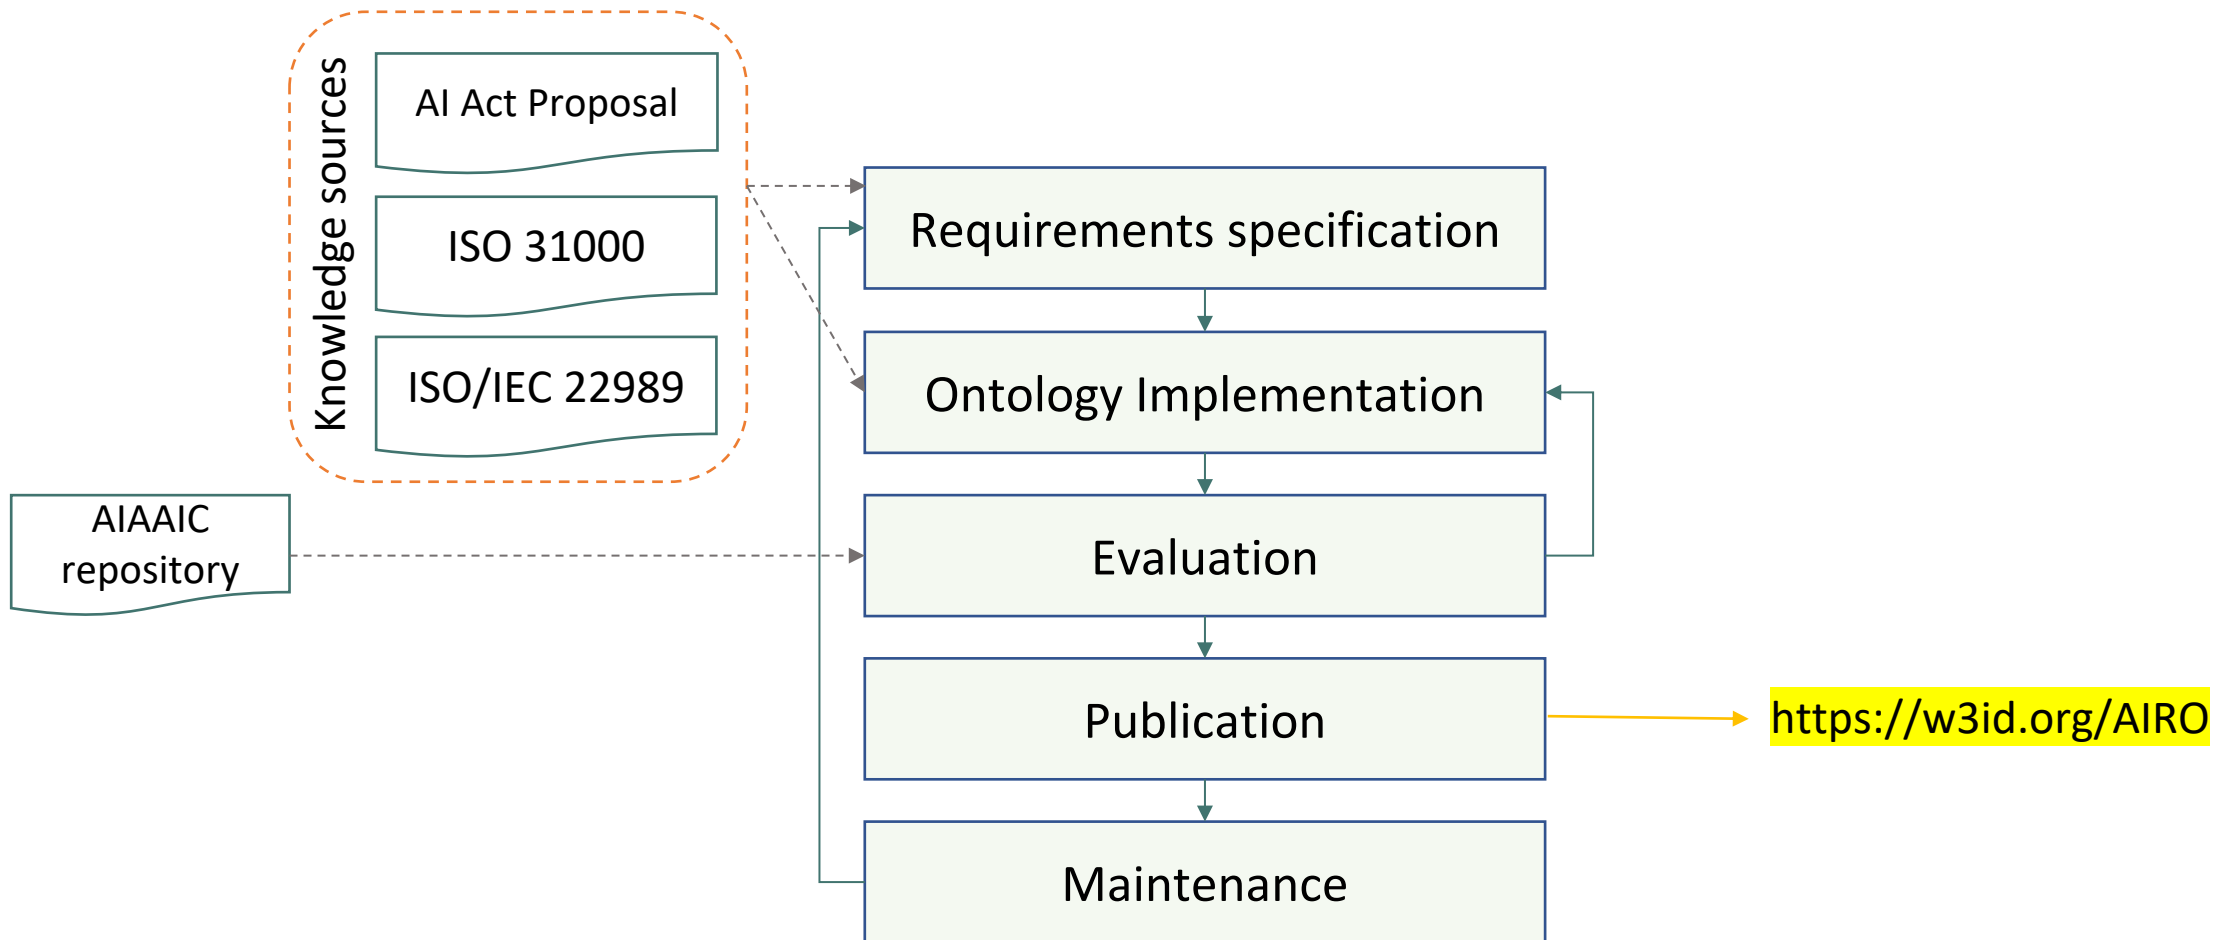 Knowledge sources
AI Act Proposal
ISO 31000
ISO/IEC 22989
AIAAIC
repository
Requirements specification
Ontology Implementation
Evaluation
Publication
Maintenance
https://w3id.org/AIRO